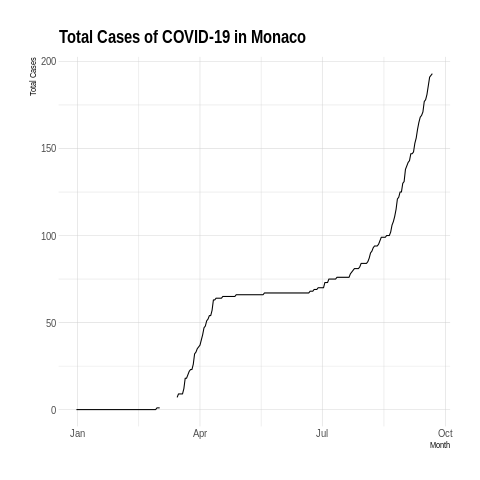 Total Cases of COVID-19 in Monaco
Total Cases
200
150
100
50
0
Jan Apr Jul Oct
Month